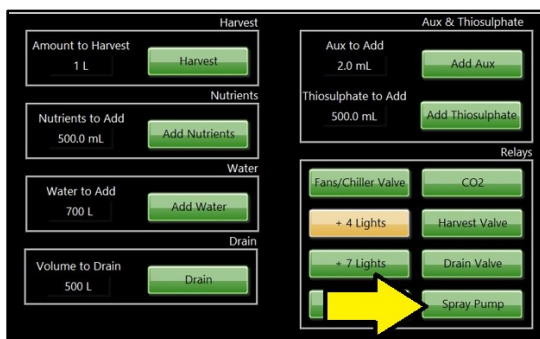 Harvest
Amount to Harvest
1 L
Harvest
Nutrients
Nutrients to Add
500.0 mL
Add Nutrients
Water
Water to Add
700 L
Add Water
Drain
Volume to Drain
500 L
Drain
Aux & Thiosulphate
Aux to Add
2.0 mL
Add Aux
Thiosulphate to Add
500.0 mL
Add Thiosulphate
Relays
Fans/Chiller Valve
CO2
+ 4 Lights
Harvest Valve
+ 7 Lights
Drain Valve
Spray Pump